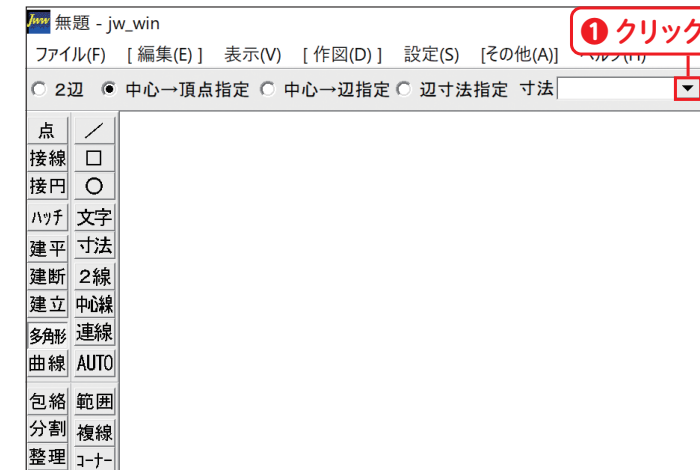 無題 - jw_win
❶ クリック
ファイル(F) [ 編集(E) ] 表示(V) [ 作図(D) ] 設定(S) [その他(A)] ヘルプ(H)
2辺 中心→頂点指定 中心→辺指定 辺寸法指定 寸法
点 ／
接線 □
接円 ○
ハッチ 文字
建平 寸法
建断 2線
建立 中心線
多角形 連線
曲線 AUTO
包絡 範囲
分割 複線
整理 コーナー